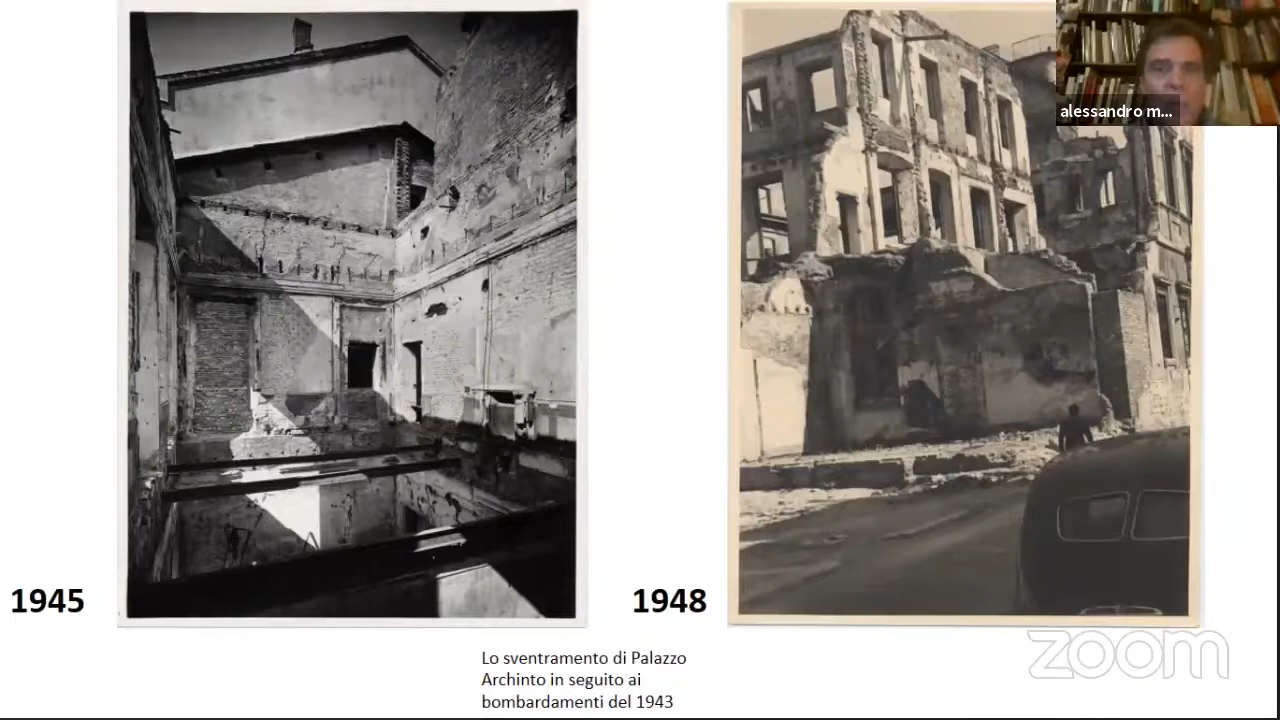 alessandro m...
1945
1948
Lo sventramento di Palazzo
Archinto in seguito ai
bombardamenti del 1943
zoom